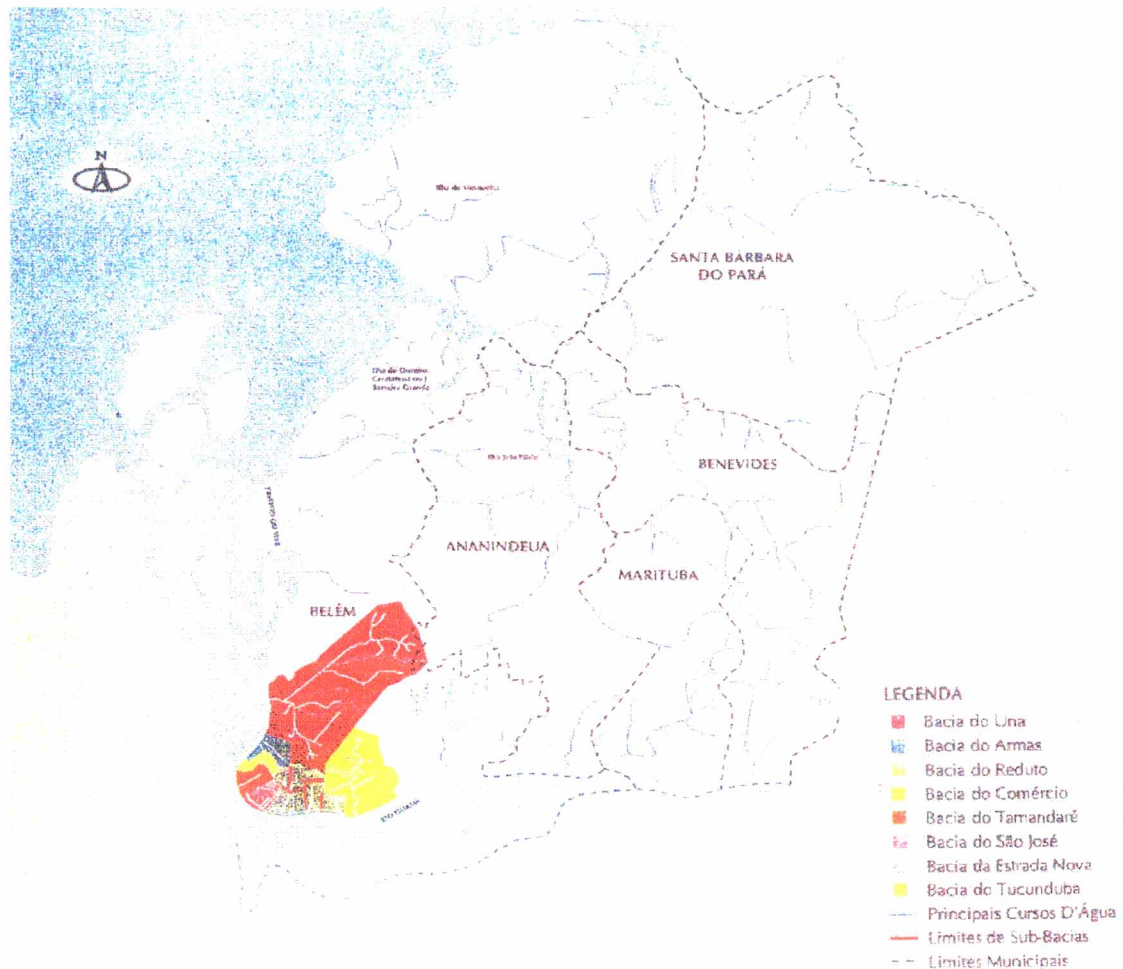 N
SANTA BÁRBARA
DO PARÁ
BENEVIDES
ANANINDEUA
MARITUBA
BELÉM
LEGENDA
Bacia do Una
Bacia do Armas
Bacia do Reduto
Bacia do Comércio
Bacia do Tamandaré
Bacia do São José
Bacia da Estrada Nova
Bacia do Tucunduba
Principais Cursos D'Água
Limites de Sub-Bacias
Limites Municipais